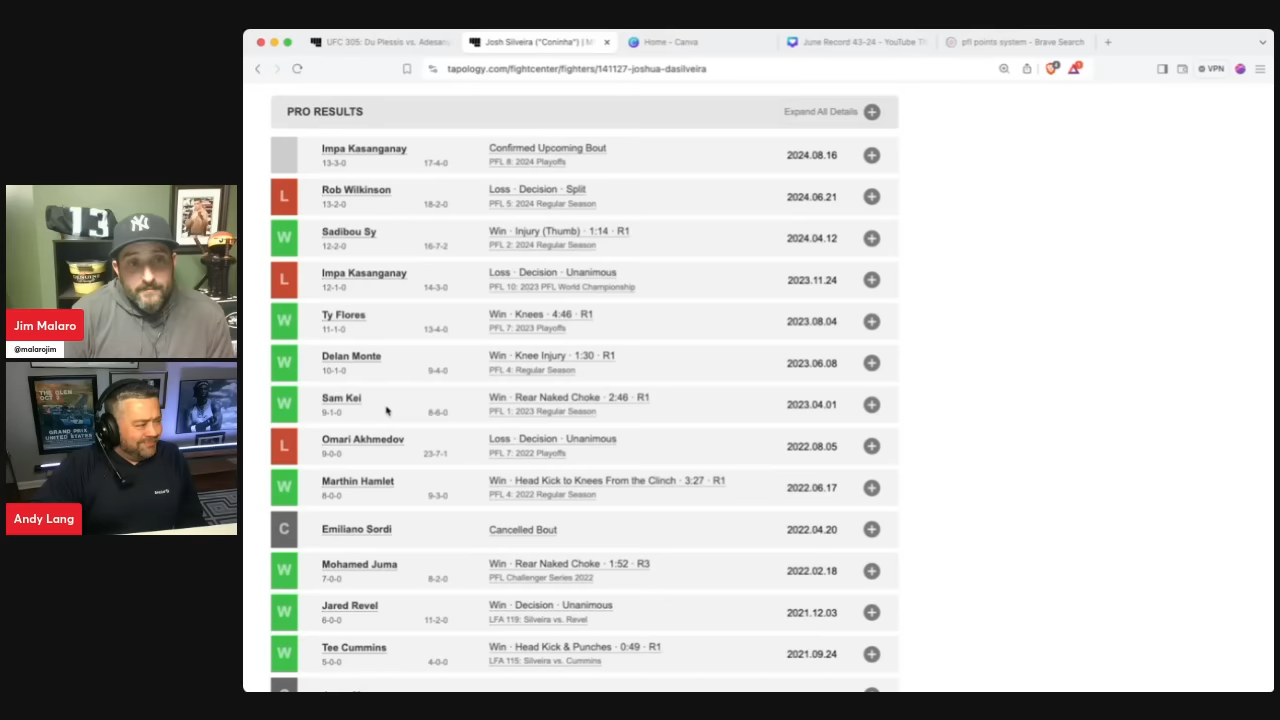 UFC 305: Du Plessis vs. Adesan
Josh Silveira ("Coninha") | M
Home - Canva
June Record 43-24 - YouTube T
pfl points system - Brave Search
tapology.com/fightcenter/fighters/141127-joshua-dasilveira
VPN
PRO RESULTS
Expand All Details
Impa Kasanganay
Confirmed Upcoming Bout
2024.08.16
13-3-0
17-4-0
PFL 8: 2024 Playoffs
L
Rob Wilkinson
Loss · Decision · Split
2024.06.21
13-2-0
18-2-0
PFL 5: 2024 Regular Season
W
Sadibou Sy
Win · Injury (Thumb) · 1:14 · R1
2024.04.12
12-2-0
16-7-2
PFL 2: 2024 Regular Season
L
Impa Kasanganay
Loss · Decision · Unanimous
2023.11.24
12-1-0
14-3-0
PFL 10: 2023 PFL World Championship
W
Ty Flores
Win · Knees · 4:46 · R1
2023.08.04
11-1-0
13-4-0
PFL 7: 2023 Playoffs
W
Delan Monte
Win · Knee Injury · 1:30 · R1
2023.06.08
10-1-0
9-4-0
PFL 4: Regular Season
W
Sam Kei
Win · Rear Naked Choke · 2:46 · R1
2023.04.01
9-1-0
8-6-0
PFL 1: 2023 Regular Season
L
Omari Akhmedov
Loss · Decision · Unanimous
2022.08.05
9-0-0
23-7-1
PFL 7: 2022 Playoffs
W
Marthin Hamlet
Win · Head Kick to Knees From the Clinch · 3:27 · R1
2022.06.17
8-0-0
9-3-0
PFL 4: 2022 Regular Season
C
Emiliano Sordi
Cancelled Bout
2022.04.20
W
Mohamed Juma
Win · Rear Naked Choke · 1:52 · R3
2022.02.18
7-0-0
8-2-0
PFL Challenger Series 2022
W
Jared Revel
Win · Decision · Unanimous
2021.12.03
6-0-0
11-2-0
LFA 119: Silveira vs. Revel
W
Tee Cummins
Win · Head Kick & Punches · 0:49 · R1
2021.09.24
5-0-0
4-0-0
LFA 115: Silveira vs. Cummins
13
NY
Jim Malaro
@malarojim
THE GLEN
GRAND PRIX
UNITED STATES
Andy Lang